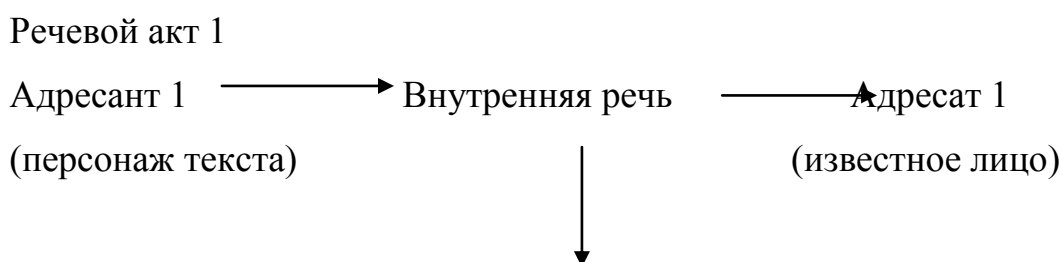 Речевой акт 1
Адресант 1 Внутренняя речь Адресат 1
(персонаж текста) (известное лицо)